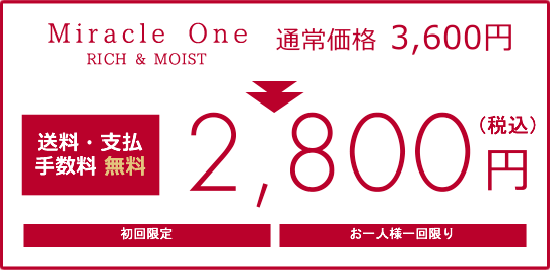 Miracle One 通常価格 3,600円
RICH & MOIST
送料・支払
手数料 無料
2,800円
（税込）
初回限定
お一人様一回限り